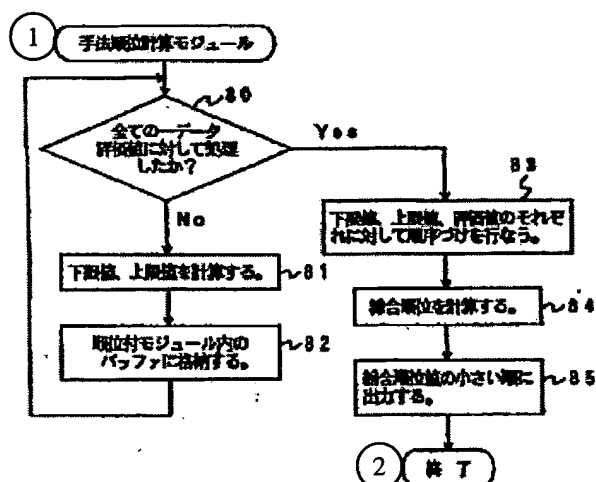 1
手法順位計算モジュール
80
全てのデータ
評価値に対して処理
したか？
Yes
No
83
下限値、上限値、評価値のそれぞ
れに対して順序づけを行なう。
下限値、上限値を計算する。
81
総合順位を計算する。
84
順位付モジュール内の
バッファに格納する。
82
総合順位値の小さい順に
出力する。
85
2
終了